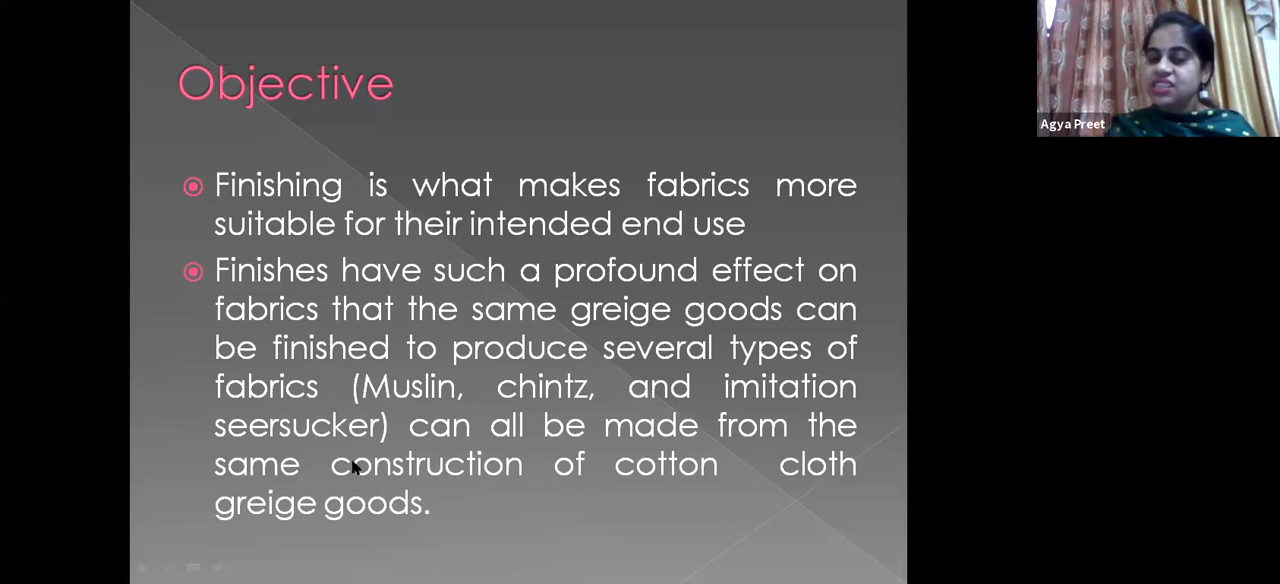 Objective
Finishing is what makes fabrics more
suitable for their intended end use
Finishes have such a profound effect on
fabrics that the same greige goods can
be finished to produce several types of
fabrics (Muslin, chintz, and imitation
seersucker) can all be made from the
same construction of cotton cloth
greige goods.
Agya Preet